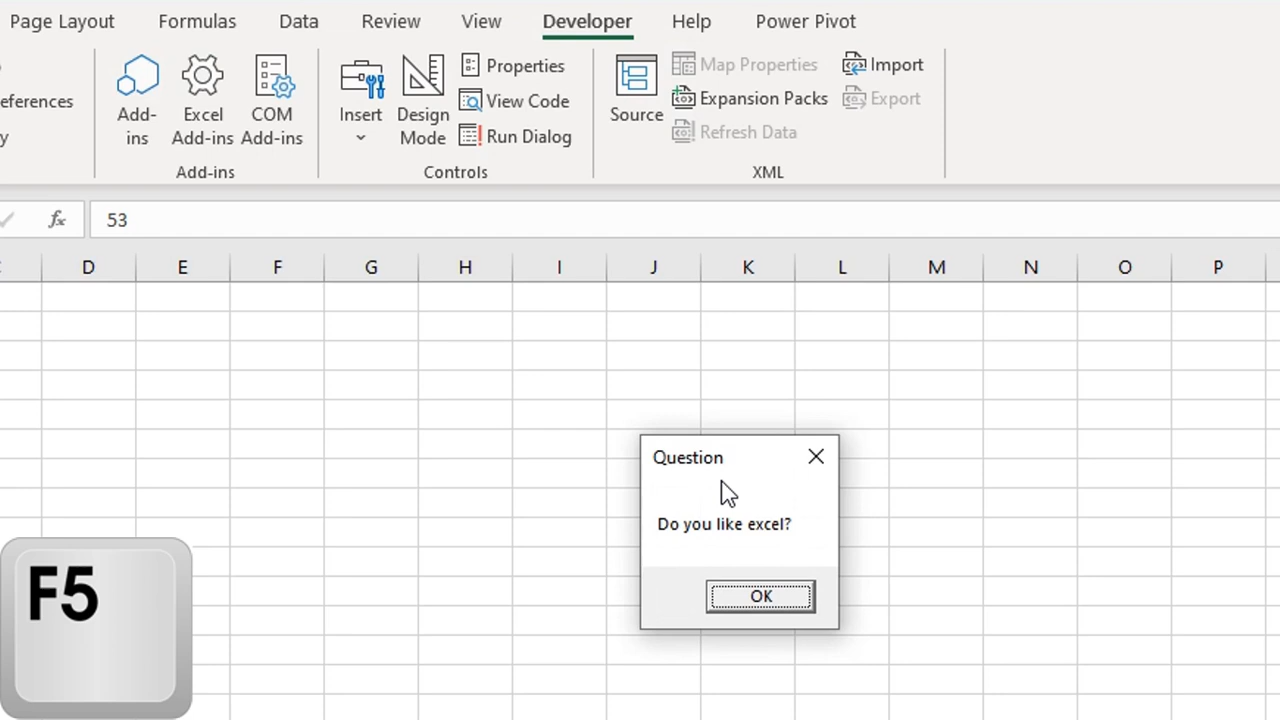 Page Layout Formulas Data Review View Developer Help Power Pivot
eferences
y
Add-
ins
Excel
Add-ins
COM
Add-ins
Add-ins
Insert
Design
Mode
Properties
View Code
Run Dialog
Controls
Source
Map Properties
Expansion Packs
Refresh Data
Import
Export
XML
fx 53
D E F G H I J K L M N O P
Question
Do you like excel?
OK
F5